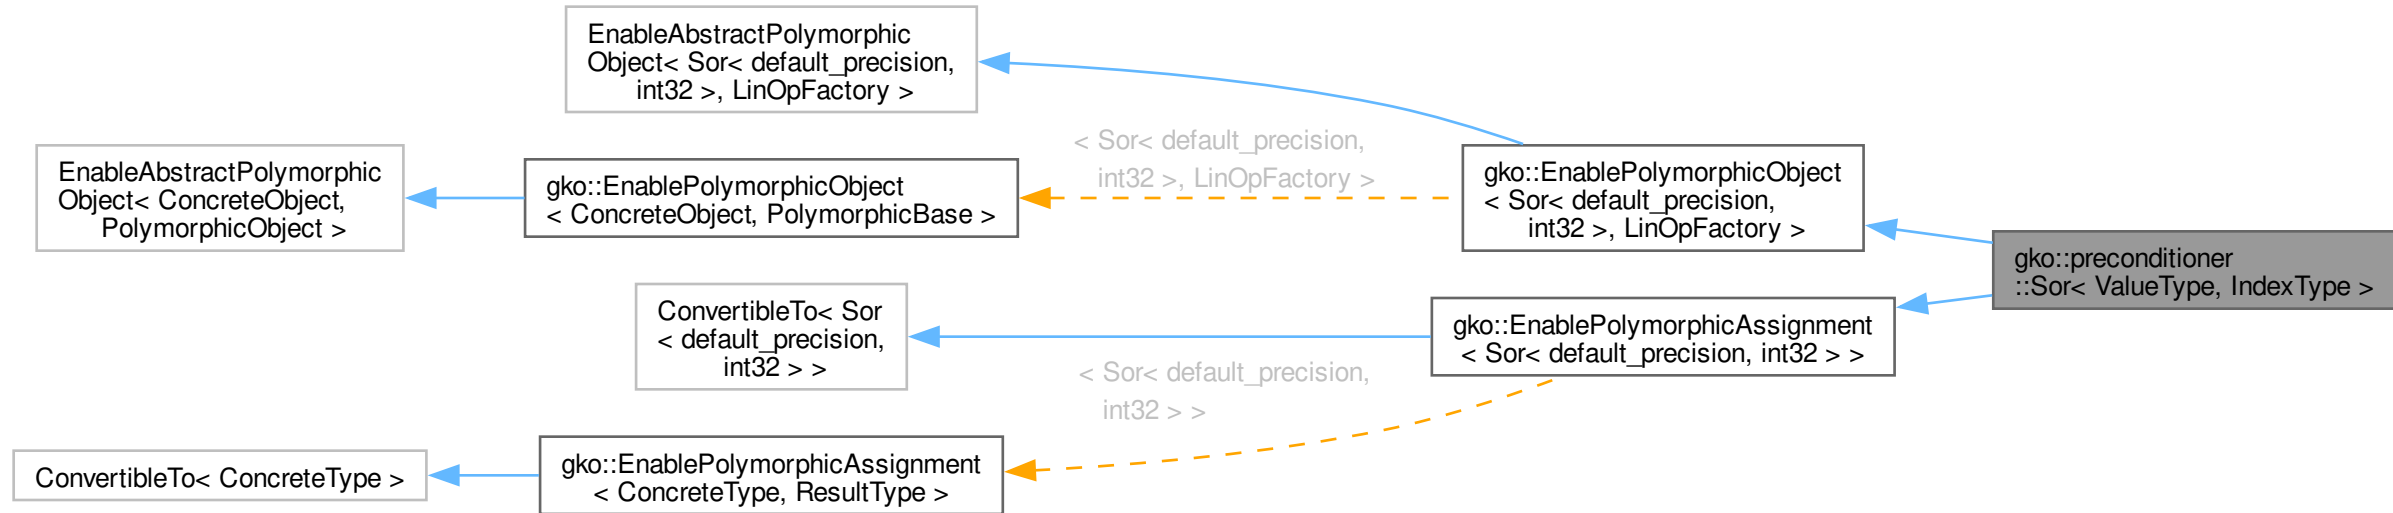 EnableAbstractPolymorphic
Object< Sor< default_precision,
int32 >, LinOpFactory >
< Sor< default_precision,
int32 >, LinOpFactory >
EnableAbstractPolymorphic
Object< ConcreteObject,
PolymorphicObject >
gko::EnablePolymorphicObject
< ConcreteObject, PolymorphicBase >
gko::EnablePolymorphicObject
< Sor< default_precision,
int32 >, LinOpFactory >
gko::preconditioner
::Sor< ValueType, IndexType >
ConvertibleTo< Sor
< default_precision,
int32 > >
gko::EnablePolymorphicAssignment
< Sor< default_precision, int32 > >
< Sor< default_precision,
int32 > >
ConvertibleTo< ConcreteType >
gko::EnablePolymorphicAssignment
< ConcreteType, ResultType >